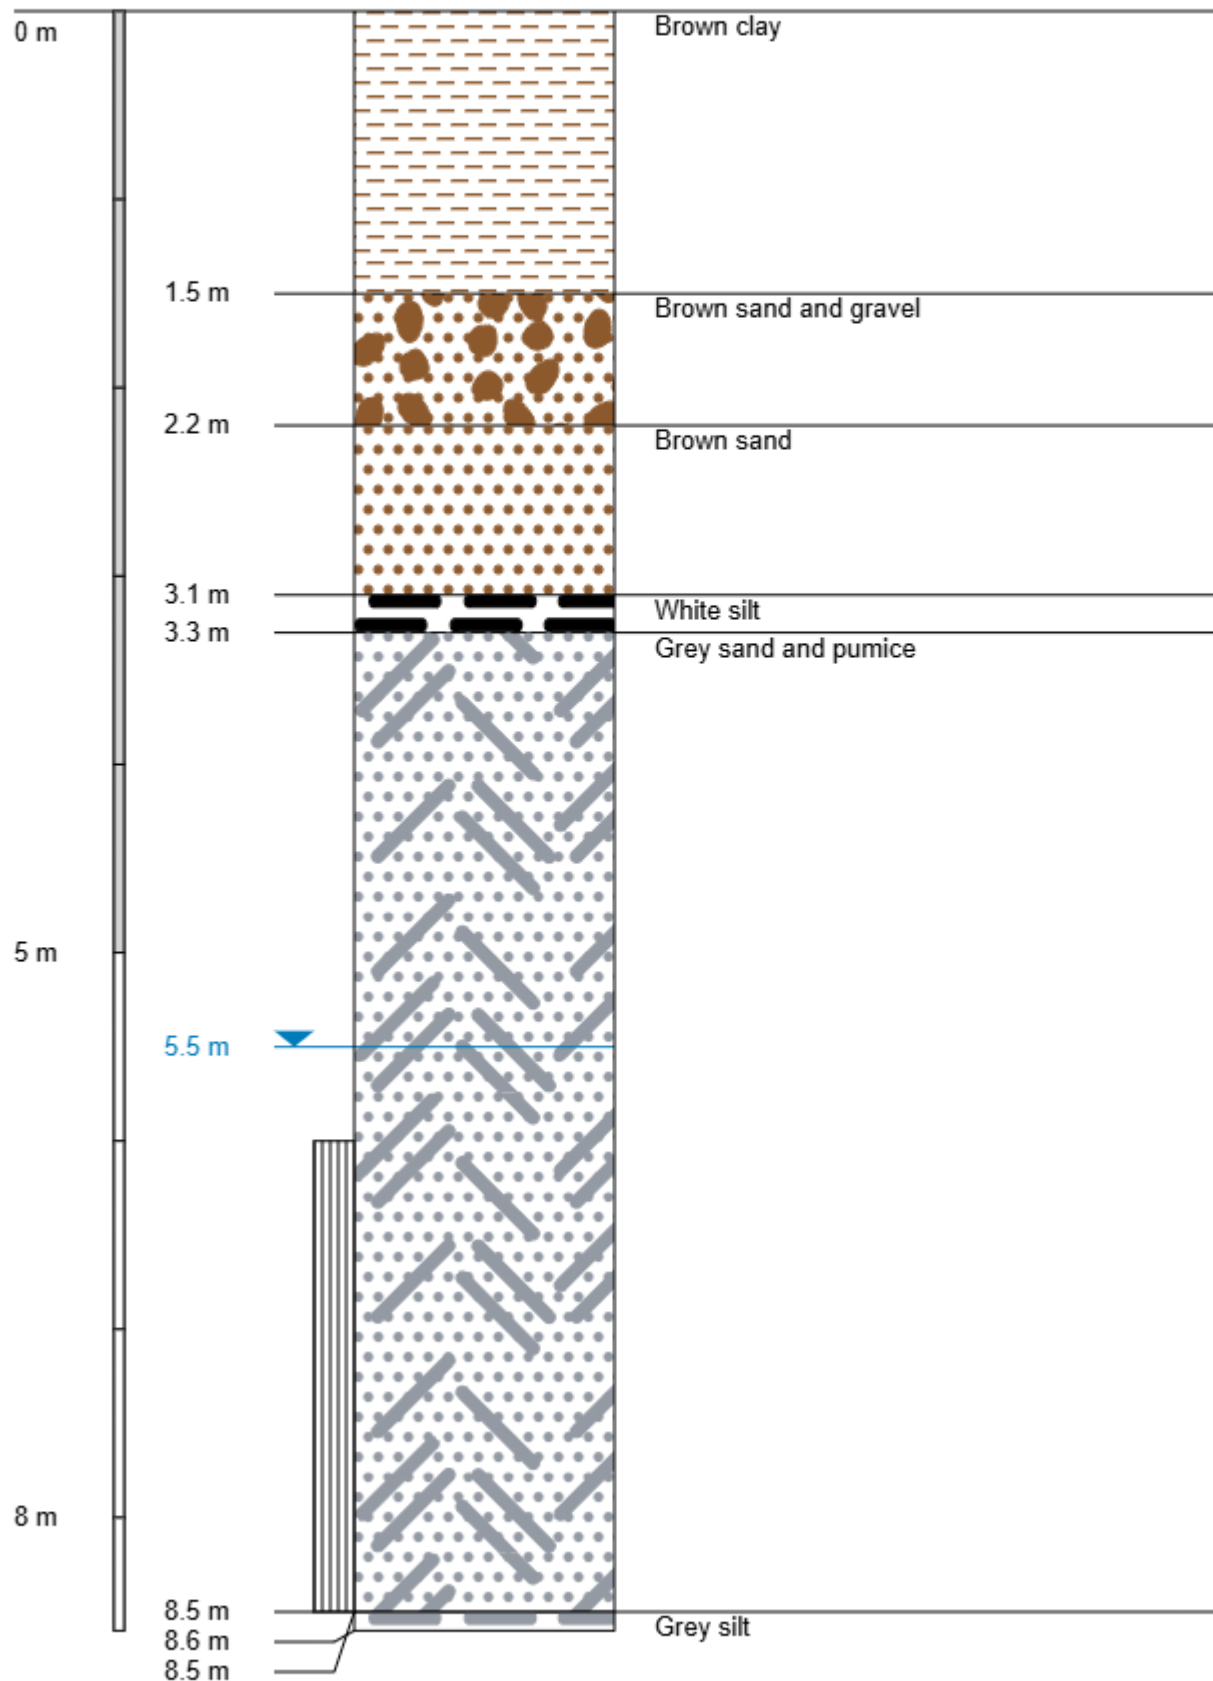 0 m
Brown clay
1.5 m
Brown sand and gravel
2.2 m
Brown sand
3.1 m
White silt
3.3 m
Grey sand and pumice
5 m
5.5 m
8 m
8.5 m
Grey silt
8.6 m
8.5 m